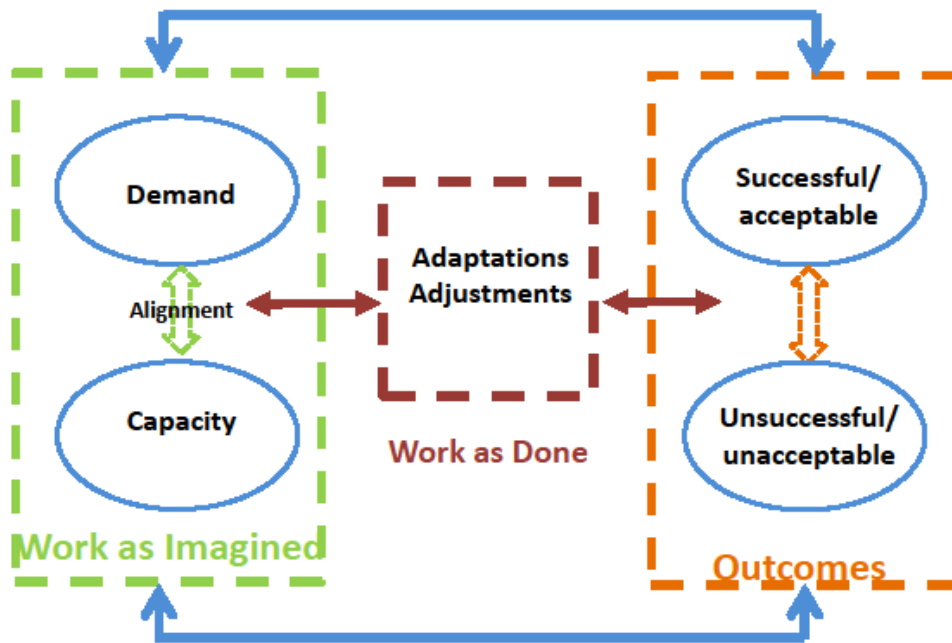 Demand
Alignment
Capacity
Work as Imagined
Adaptations
Adjustments
Work as Done
Successful/
acceptable
Unsuccessful/
unacceptable
Outcomes